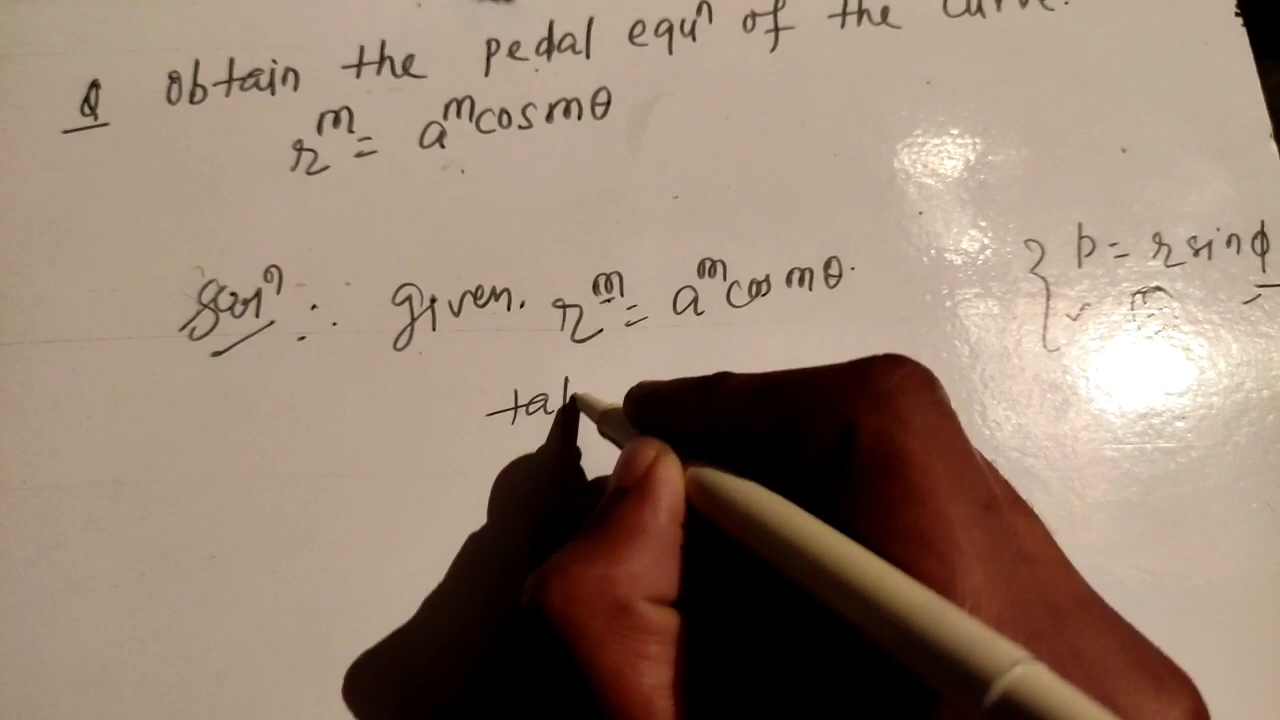 Q Obtain the pedal equⁿ of the curve.
r^m = a^m cos mθ
Solⁿ: given. r^m = a^m cos mθ.
{ p = r sin φ
ta